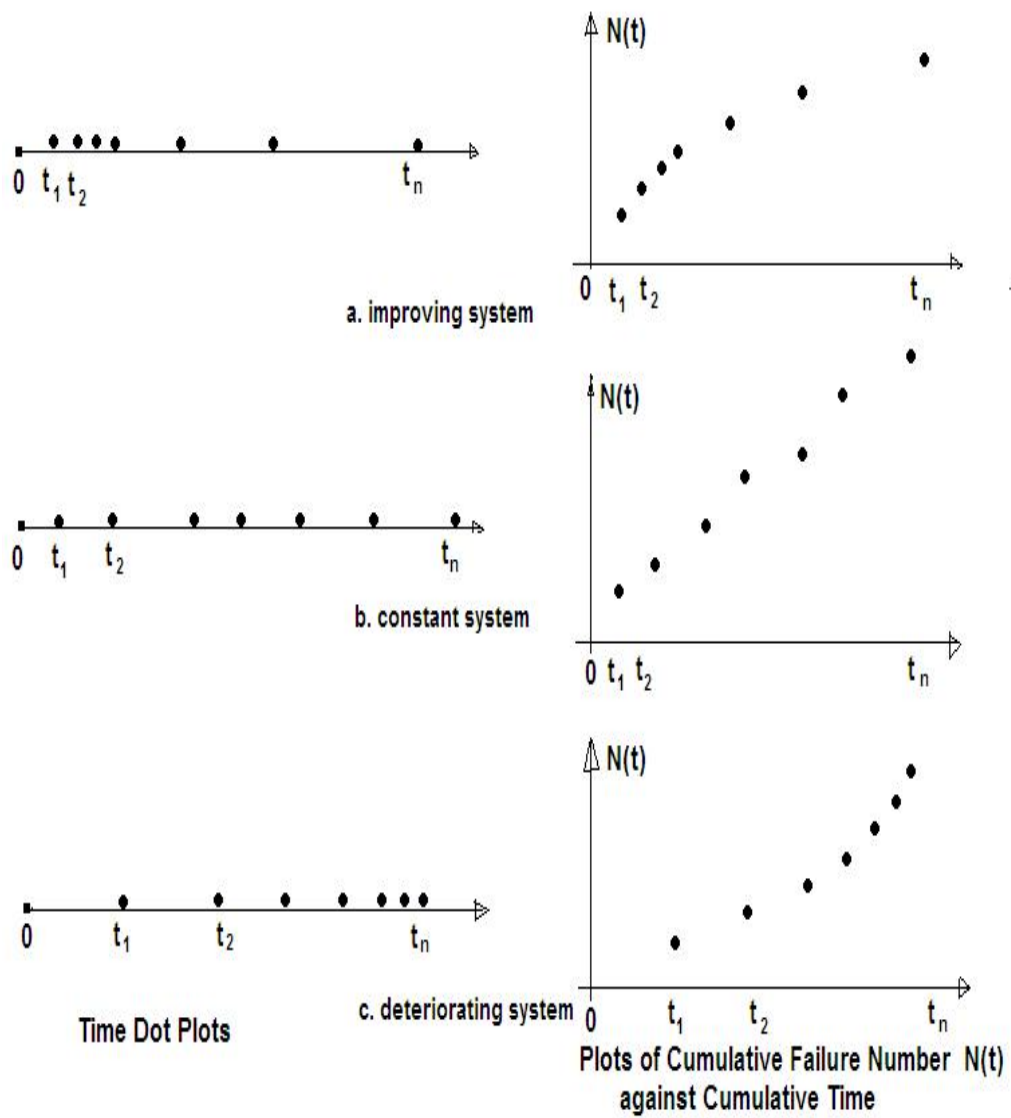 N(t)
0 t₁ t₂ tₙ
0 t₁ t₂ tₙ
a. improving system
N(t)
0 t₁ t₂ tₙ
0 t₁ t₂ tₙ
b. constant system
N(t)
0 t₁ t₂ tₙ
0 t₁ t₂ tₙ
c. deteriorating system
Time Dot Plots
Plots of Cumulative Failure Number N(t)
against Cumulative Time